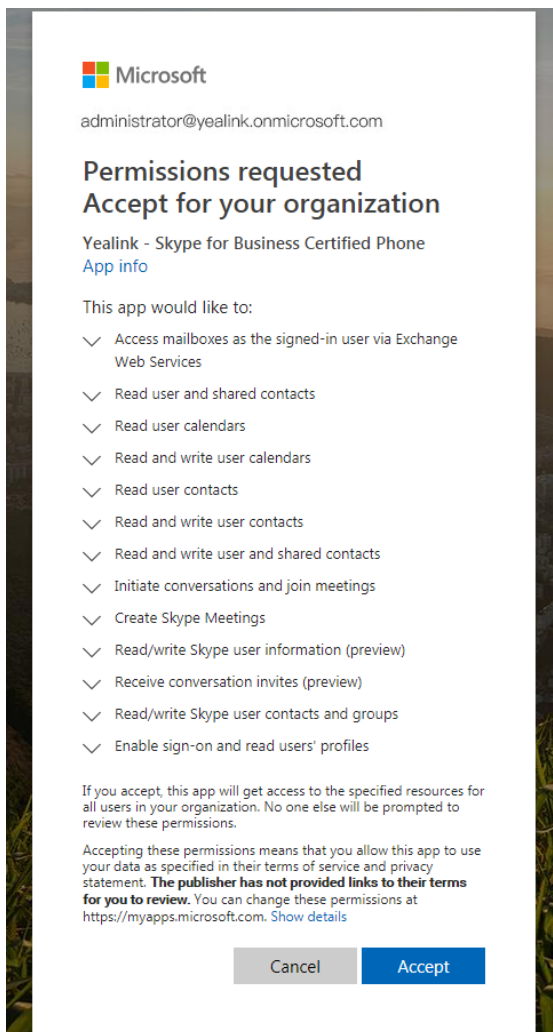 Microsoft
administrator@yealink.onmicrosoft.com
Permissions requested
Accept for your organization
Yealink - Skype for Business Certified Phone
App info
This app would like to:
Access mailboxes as the signed-in user via Exchange
Web Services
Read user and shared contacts
Read user calendars
Read and write user calendars
Read user contacts
Read and write user contacts
Read and write user and shared contacts
Initiate conversations and join meetings
Create Skype Meetings
Read/write Skype user information (preview)
Receive conversation invites (preview)
Read/write Skype user contacts and groups
Enable sign-on and read users' profiles
If you accept, this app will get access to the specified resources for
all users in your organization. No one else will be prompted to
review these permissions.
Accepting these permissions means that you allow this app to use
your data as specified in their terms of service and privacy
statement. The publisher has not provided links to their terms
for you to review. You can change these permissions at
https://myapps.microsoft.com. Show details
Cancel
Accept